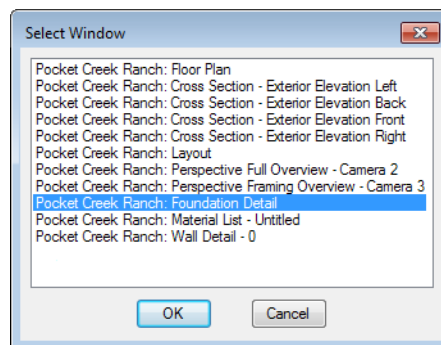 Select Window
Pocket Creek Ranch: Floor Plan
Pocket Creek Ranch: Cross Section - Exterior Elevation Left
Pocket Creek Ranch: Cross Section - Exterior Elevation Back
Pocket Creek Ranch: Cross Section - Exterior Elevation Front
Pocket Creek Ranch: Cross Section - Exterior Elevation Right
Pocket Creek Ranch: Layout
Pocket Creek Ranch: Perspective Full Overview - Camera 2
Pocket Creek Ranch: Perspective Framing Overview - Camera 3
Pocket Creek Ranch: Foundation Detail
Pocket Creek Ranch: Material List - Untitled
Pocket Creek Ranch: Wall Detail - 0
OK Cancel